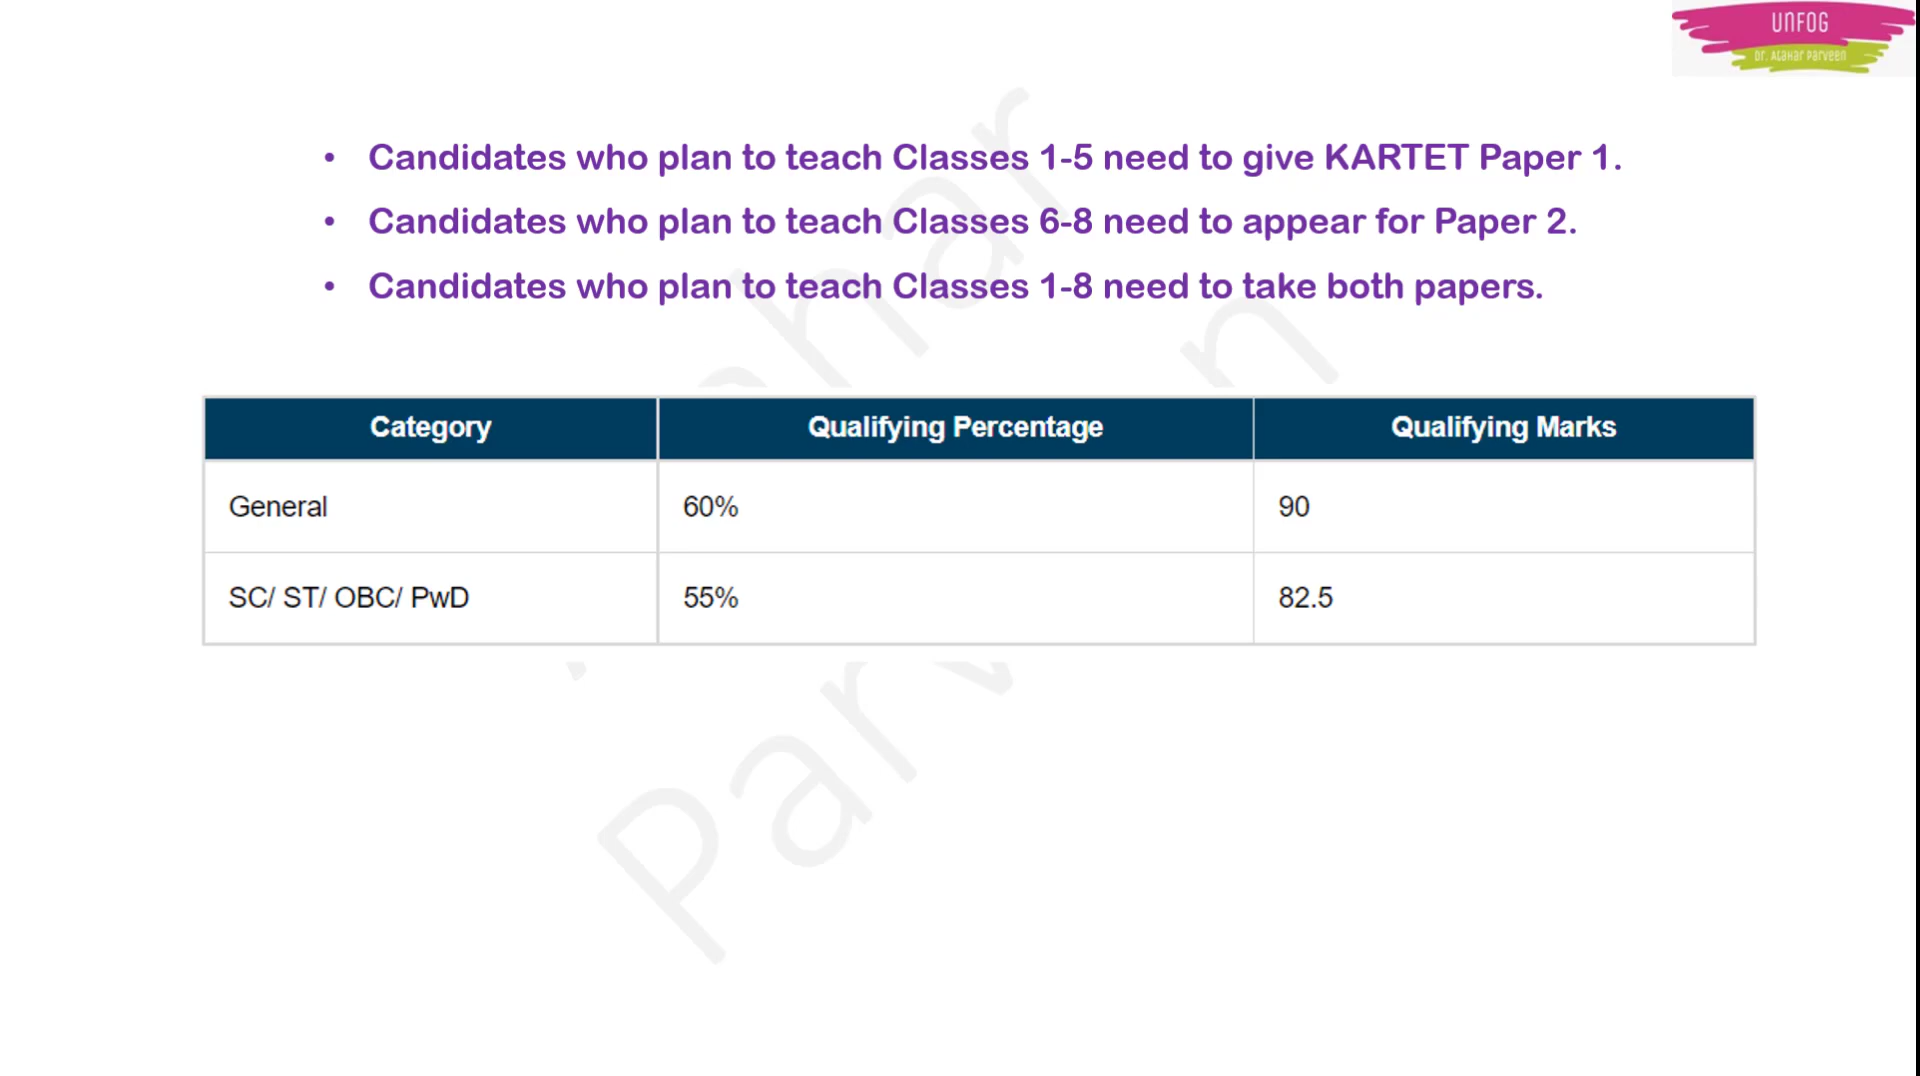 UNFOG
Dr. Atahar Parveen
• Candidates who plan to teach Classes 1-5 need to give KARTET Paper 1.
• Candidates who plan to teach Classes 6-8 need to appear for Paper 2.
• Candidates who plan to teach Classes 1-8 need to take both papers.
Category Qualifying Percentage Qualifying Marks
General 60% 90
SC/ ST/ OBC/ PwD 55% 82.5